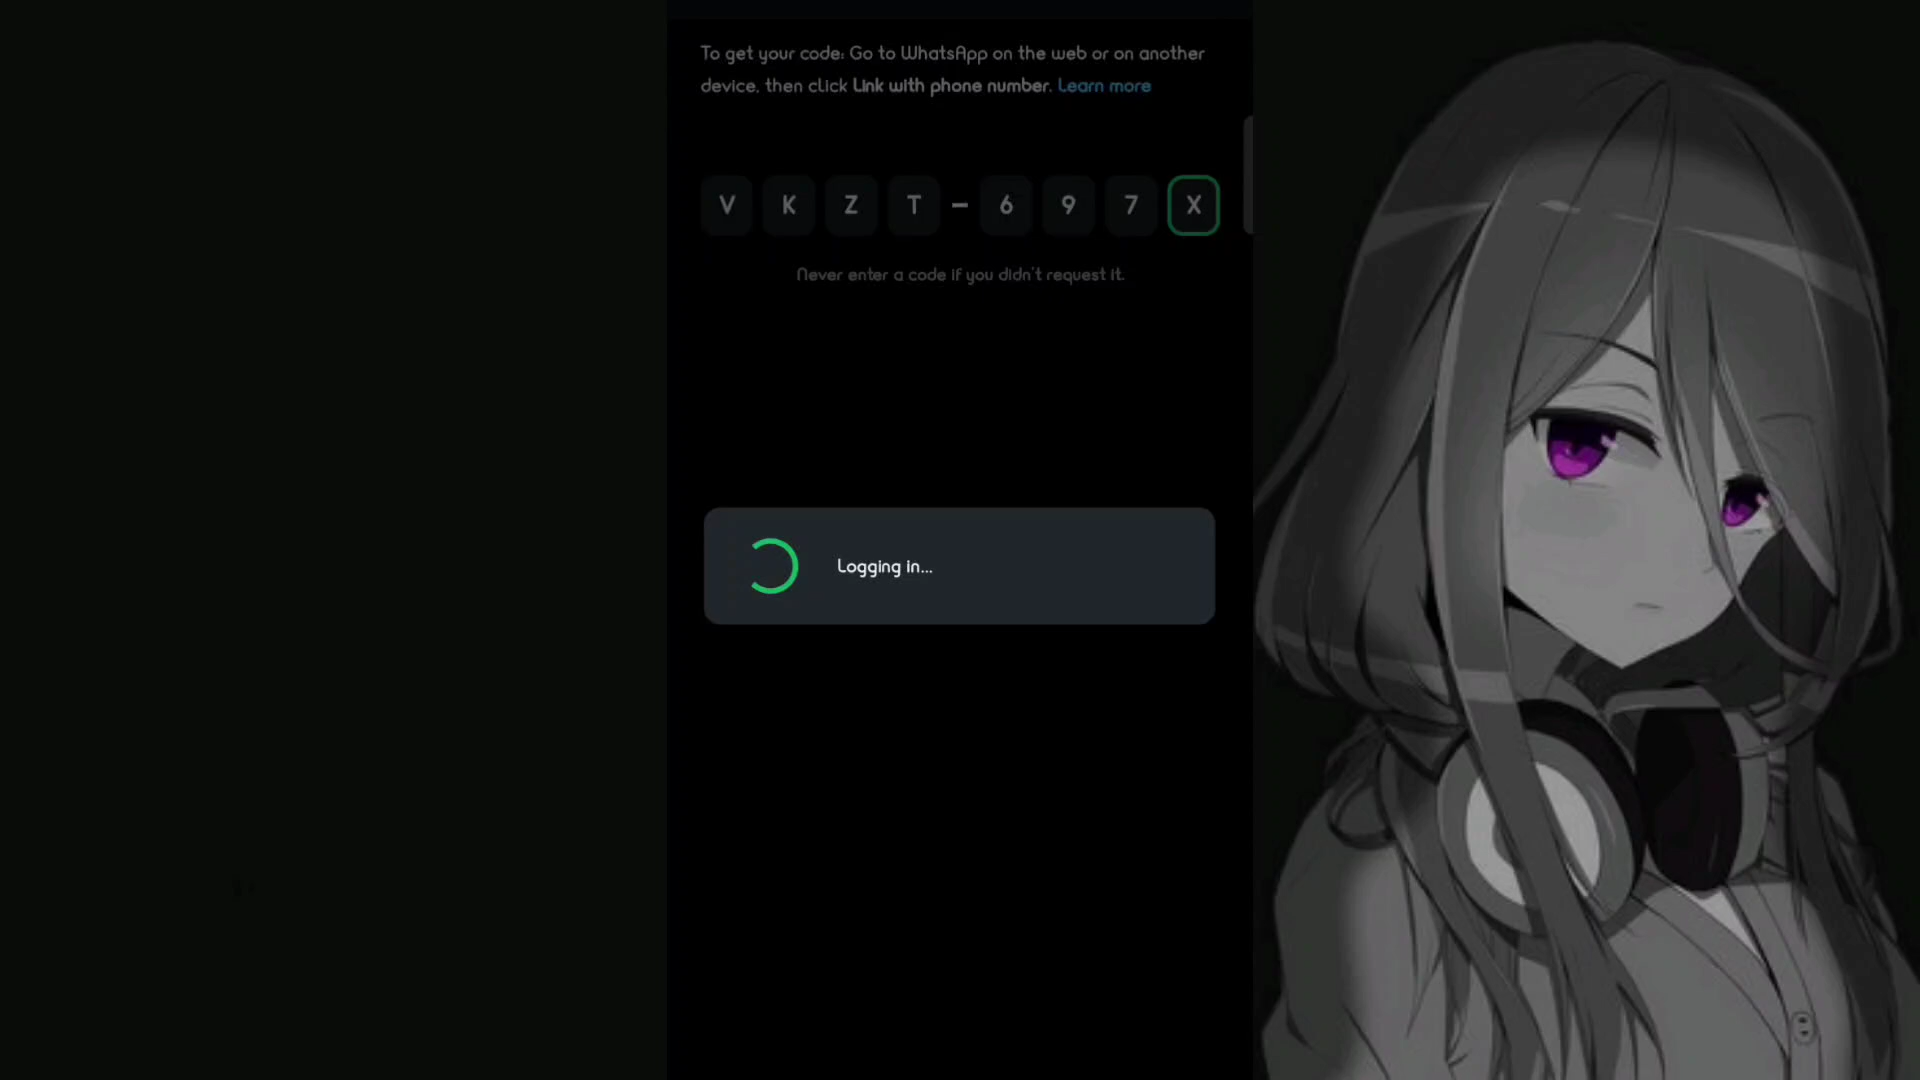 To get your code: Go to WhatsApp on the web or on another
device, then click Link with phone number. Learn more
V K Z T – 6 9 7 X
Never enter a code if you didn't request it.
Logging in...